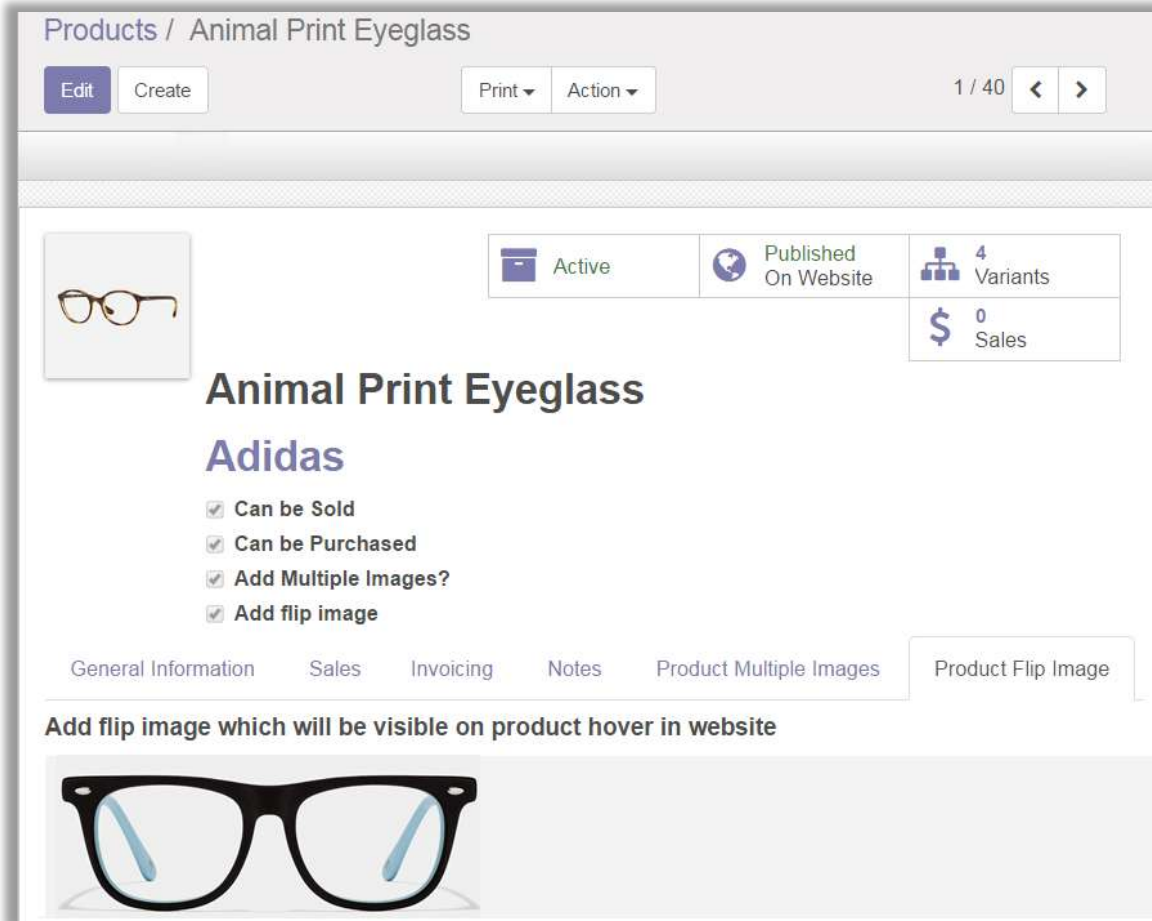 Products / Animal Print Eyeglass
Edit Create Print Action 1 / 40
Active
Published
On Website
4
Variants
0
Sales
Animal Print Eyeglass
Adidas
Can be Sold
Can be Purchased
Add Multiple Images?
Add flip image
General Information Sales Invoicing Notes Product Multiple Images Product Flip Image
Add flip image which will be visible on product hover in website